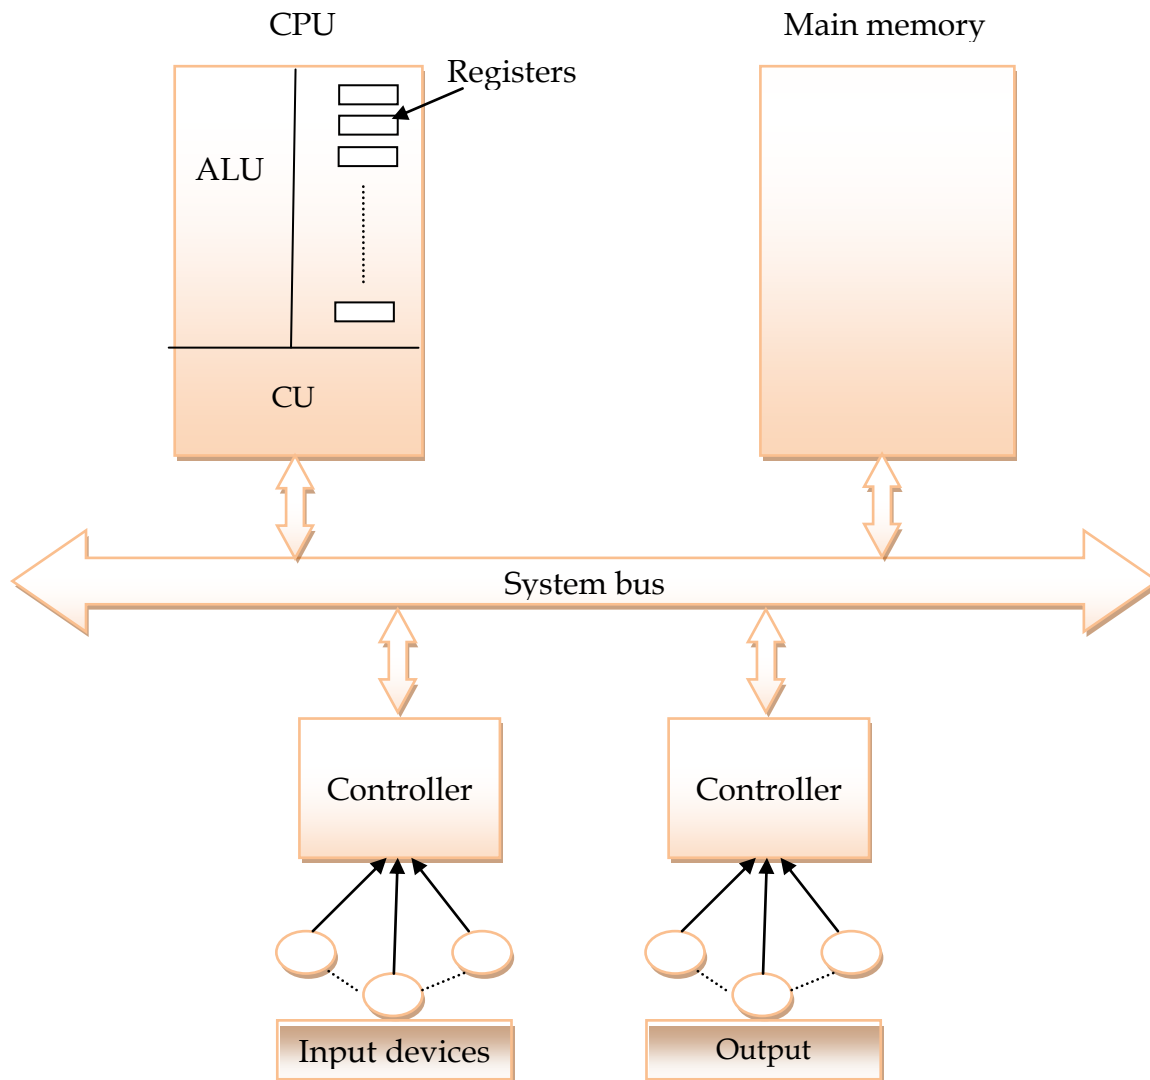 CPU
Main memory
Registers
ALU
CU
System bus
Controller
Controller
Input devices
Output